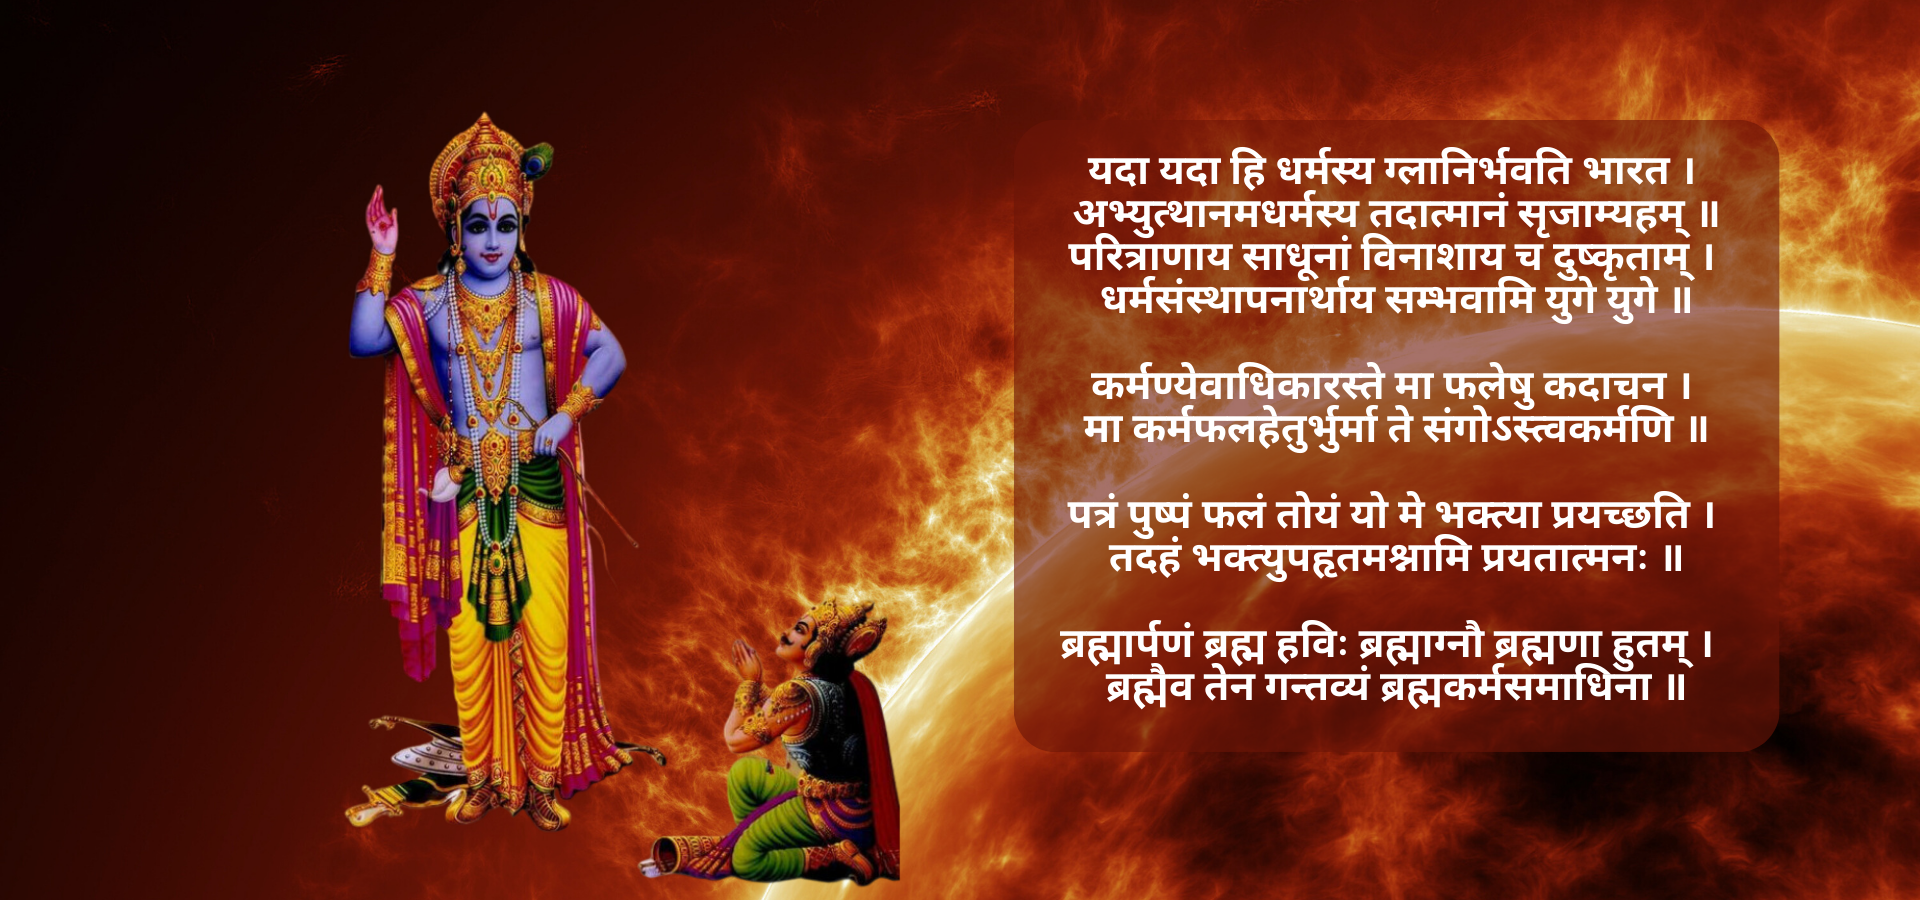 यदा यदा हि धर्मस्य ग्लानिर्भवति भारत ।
अभ्युत्थानमधर्मस्य तदात्मानं सृजाम्यहम् ॥
परित्राणाय साधूनां विनाशाय च दुष्कृताम् ।
धर्मसंस्थापनार्थाय सम्भवामि युगे युगे ॥
कर्मण्येवाधिकारस्ते मा फलेषु कदाचन ।
मा कर्मफलहेतुर्भुर्मा ते संगोऽस्त्वकर्मणि ॥
पत्रं पुष्पं फलं तोयं यो मे भक्त्या प्रयच्छति ।
तदहं भक्त्युपहृतमश्नामि प्रयतात्मनः ॥
ब्रह्मार्पणं ब्रह्म हविः ब्रह्माग्नौ ब्रह्मणा हुतम् ।
ब्रह्मैव तेन गन्तव्यं ब्रह्मकर्मसमाधिना ॥